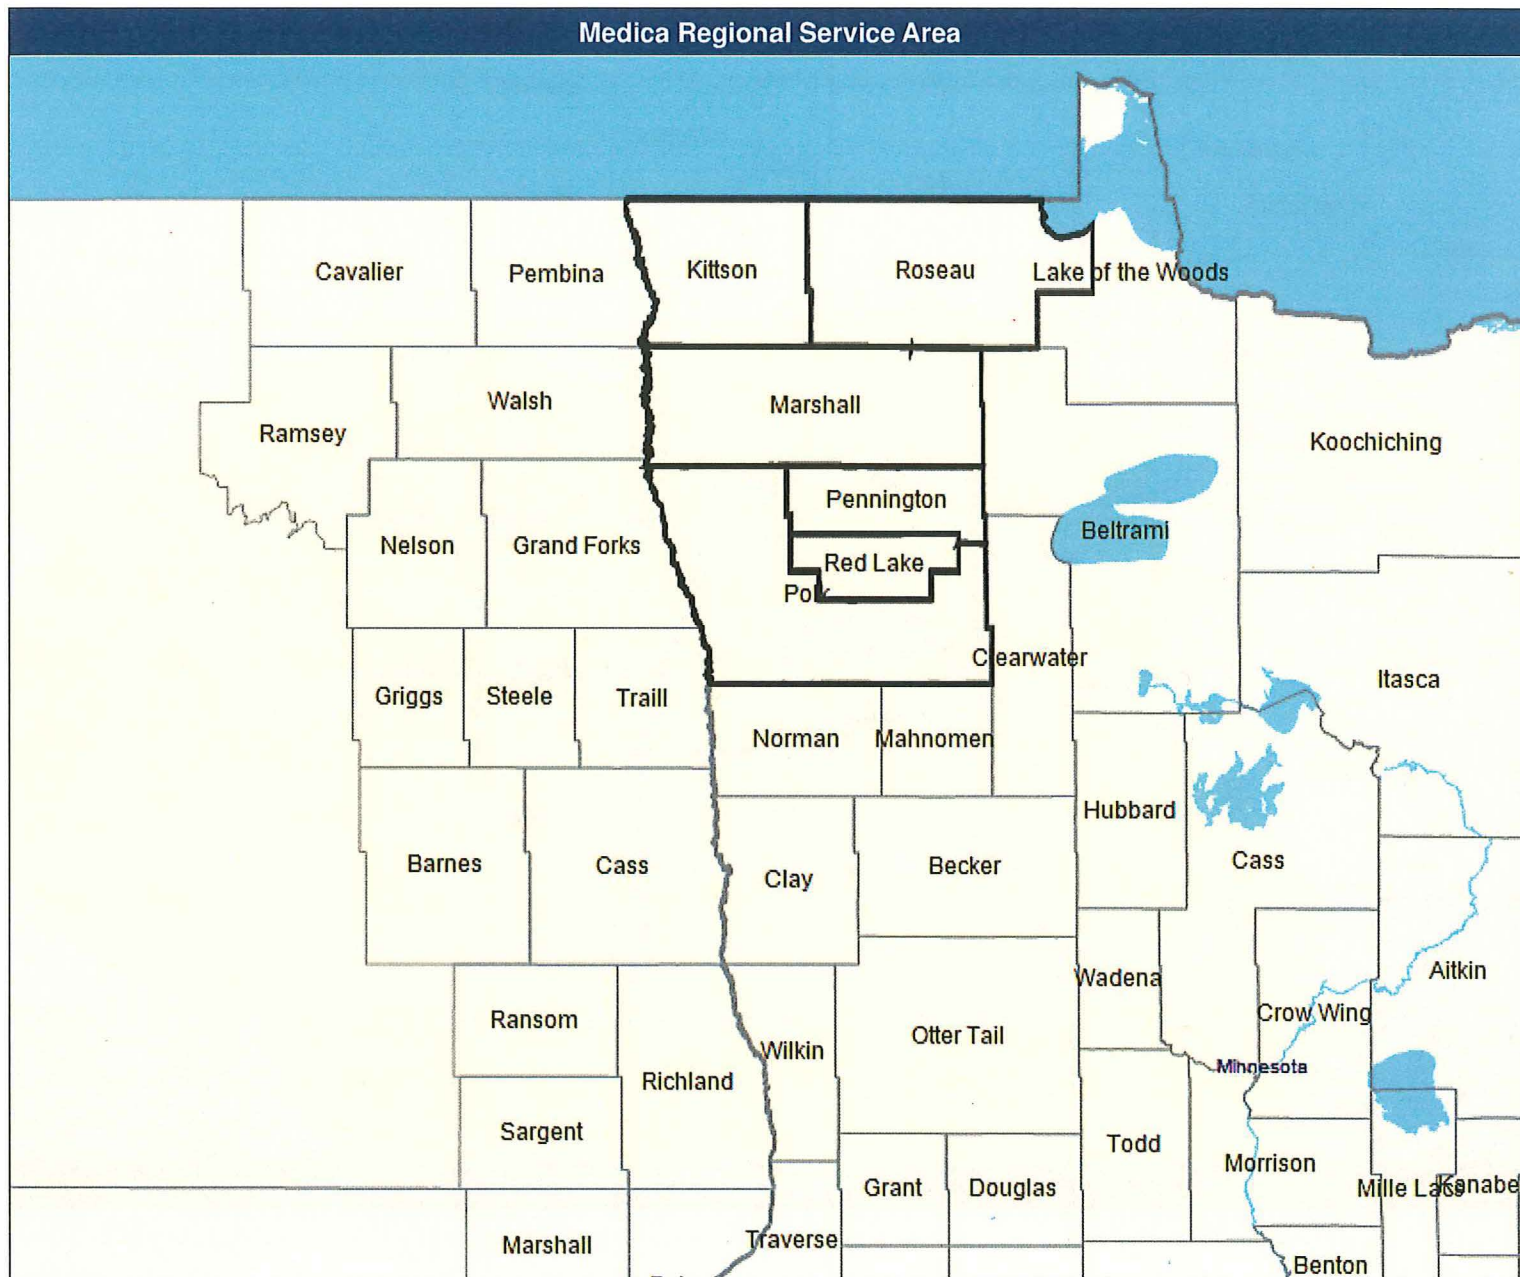 Medica Regional Service Area
Cavalier
Pembina
Kittson
Roseau
Lake of the Woods
Walsh
Marshall
Ramsey
Koochiching
Pennington
Nelson
Grand Forks
Beltrami
Red Lake
Polk
Clearwater
Griggs
Steele
Traill
Itasca
Norman
Mahnomen
Hubbard
Barnes
Cass
Clay
Becker
Cass
Wadena
Aitkin
Ransom
Crow Wing
Otter Tail
Wilkin
Minnesota
Richland
Sargent
Todd
Morrison
Grant
Douglas
Mille Lacs
Kanabe
Marshall
Traverse
Benton